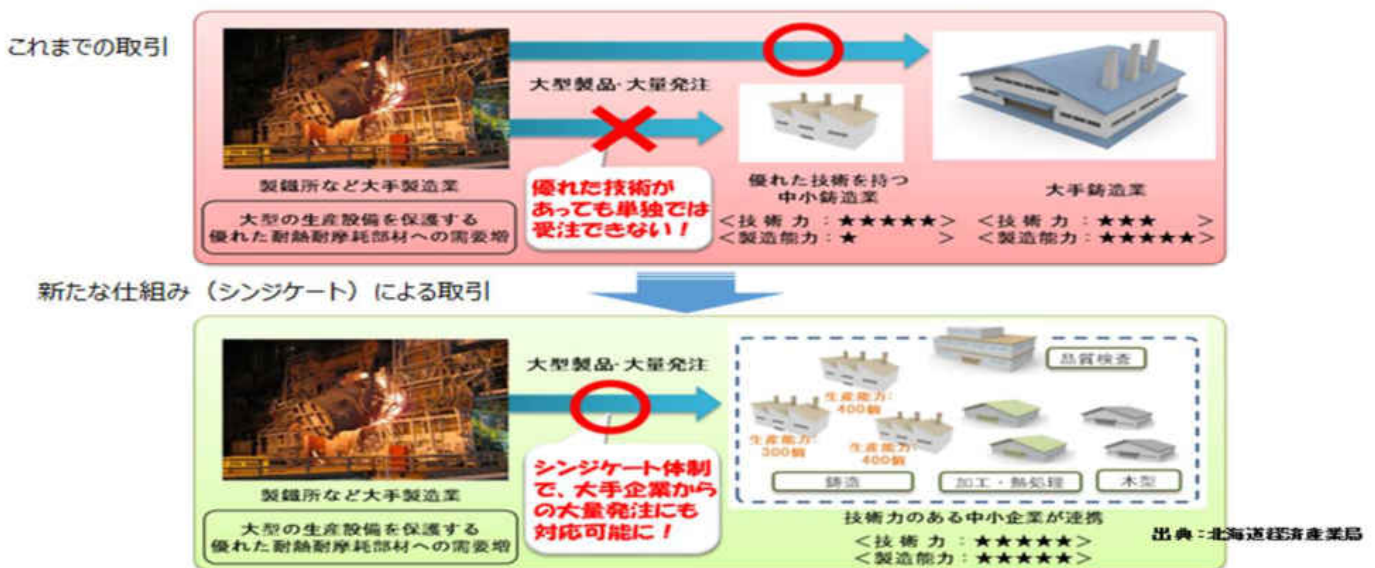 これまでの取引
大型製品・大量発注
製鐵所など大手製造業
大型の生産設備を保護する
優れた耐熱耐摩耗部材への需要増
優れた技術が
あっても単独では
受注できない！
優れた技術を持つ
中小鋳造業
＜技術力：★★★★★＞
＜製造能力：★　　　　＞
大手鋳造業
＜技術力：★★★　　＞
＜製造能力：★★★★★＞
新たな仕組み（シンジケート）による取引
大型製品・大量発注
製鐵所など大手製造業
大型の生産設備を保護する
優れた耐熱耐摩耗部材への需要増
シンジケート体制
で、大手企業から
の大量発注にも
対応可能に！
品質検査
生産能力：
400個
生産能力：
300個
生産能力：
400個
鋳造
加工・熱処理
木型
技術力のある中小企業が連携
＜技術力：★★★★★＞
＜製造能力：★★★★★＞
出典：北海道経済産業局